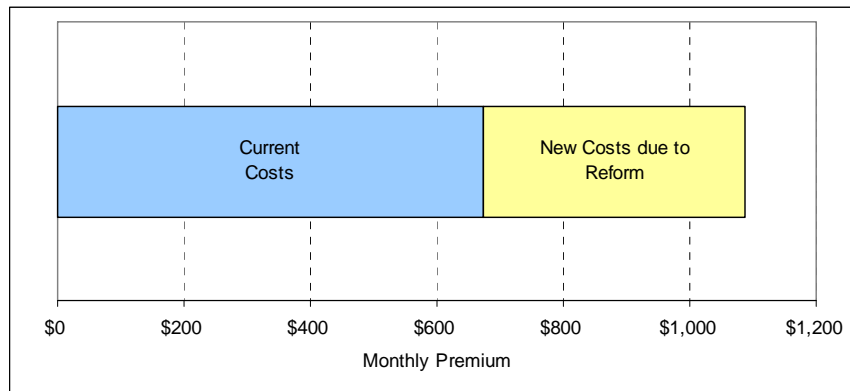 Current
Costs
New Costs due to
Reform
$0 $200 $400 $600 $800 $1,000 $1,200
Monthly Premium